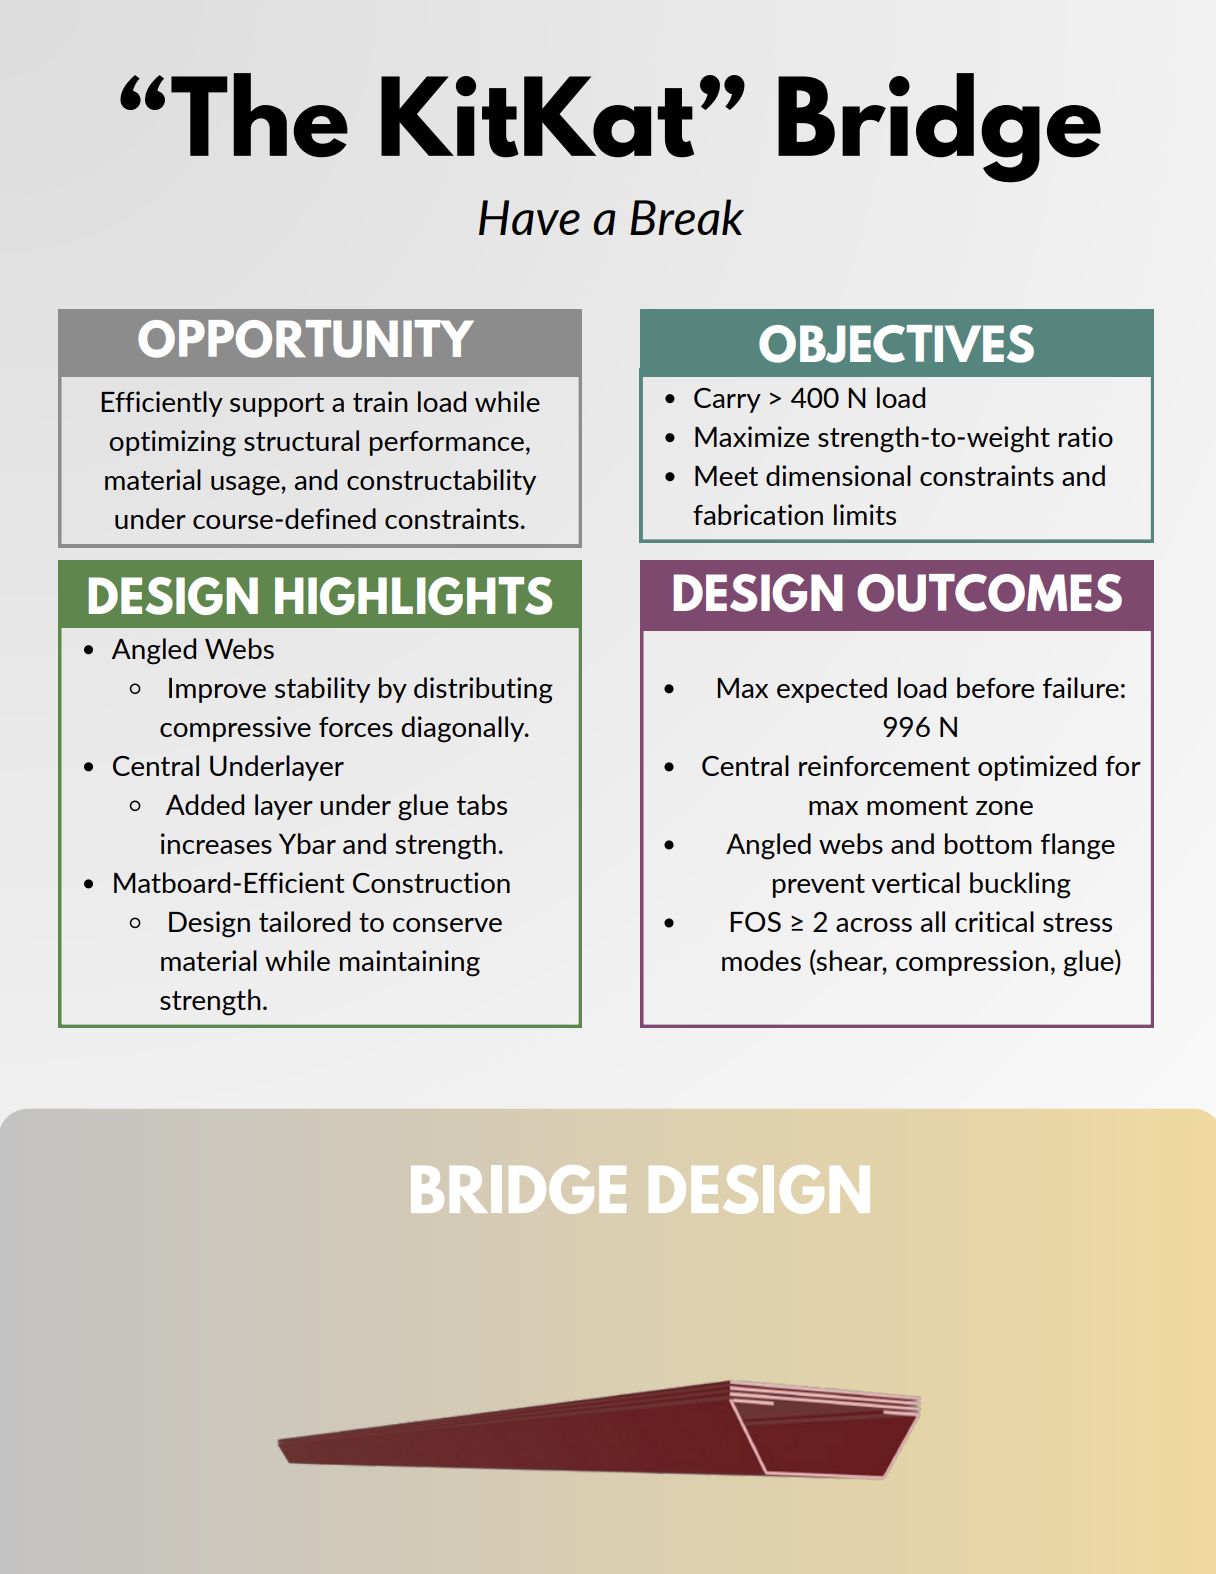 “The KitKat” Bridge
Have a Break
OPPORTUNITY
Efficiently support a train load while
optimizing structural performance,
material usage, and constructability
under course-defined constraints.
OBJECTIVES
• Carry > 400 N load
• Maximize strength-to-weight ratio
• Meet dimensional constraints and
fabrication limits
DESIGN HIGHLIGHTS
• Angled Webs
◦ Improve stability by distributing
compressive forces diagonally.
• Central Underlayer
◦ Added layer under glue tabs
increases Ybar and strength.
• Matboard-Efficient Construction
◦ Design tailored to conserve
material while maintaining
strength.
DESIGN OUTCOMES
• Max expected load before failure:
996 N
• Central reinforcement optimized for
max moment zone
• Angled webs and bottom flange
prevent vertical buckling
• FOS ≥ 2 across all critical stress
modes (shear, compression, glue)
BRIDGE DESIGN